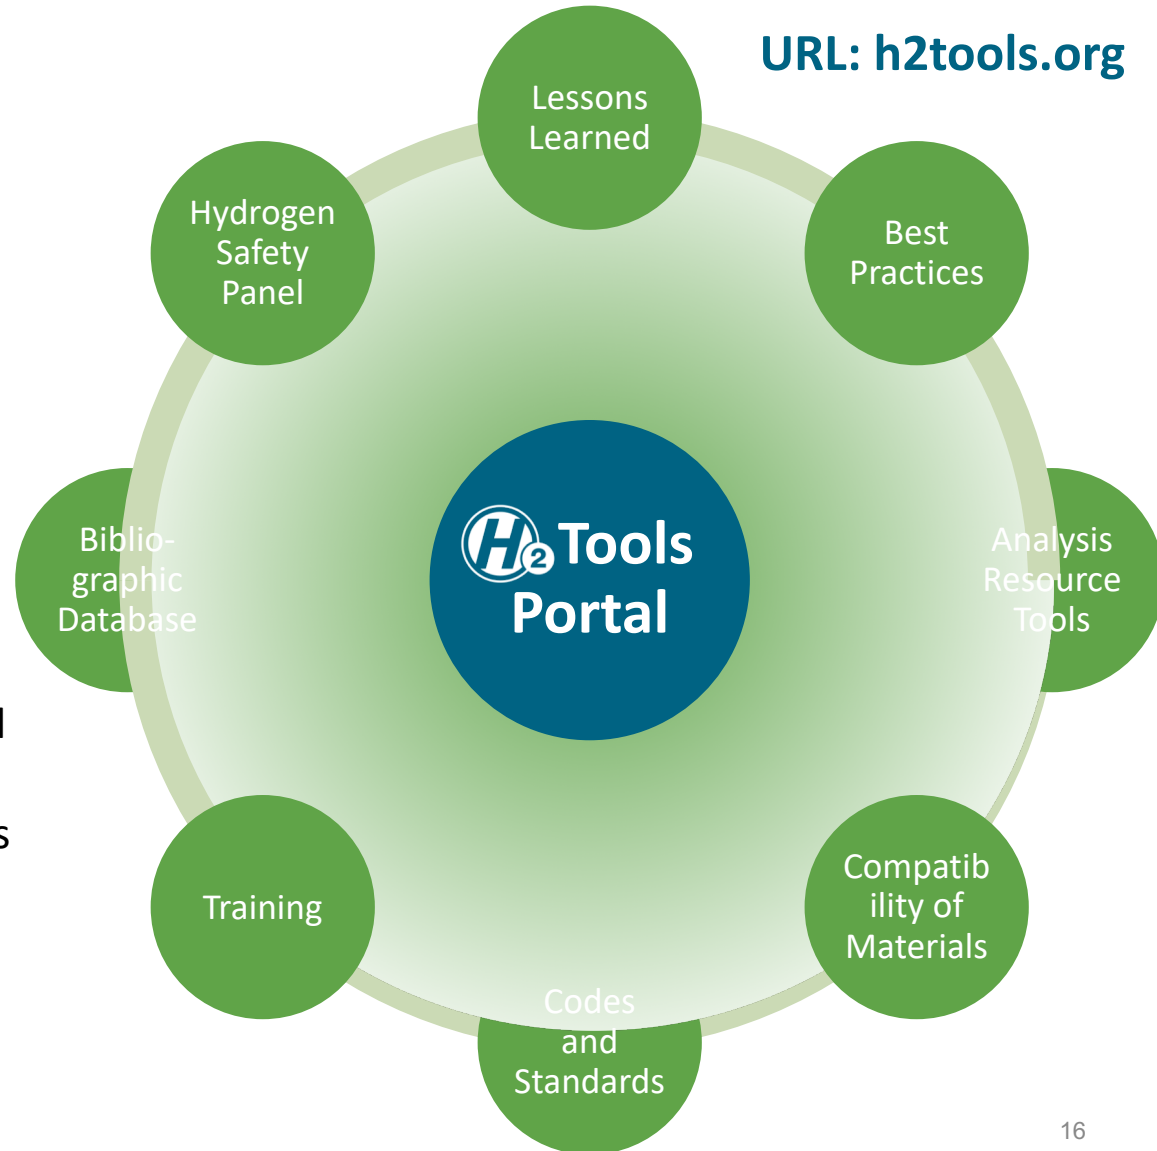 URL: h2tools.org
Lessons
Learned
Best
Practices
Hydrogen
Safety
Panel
H2 Tools
Portal
Biblio-
graphic
Database
Analysis
Resource
Tools
Training
Compatib
ility of
Materials
Codes
and
Standards
16